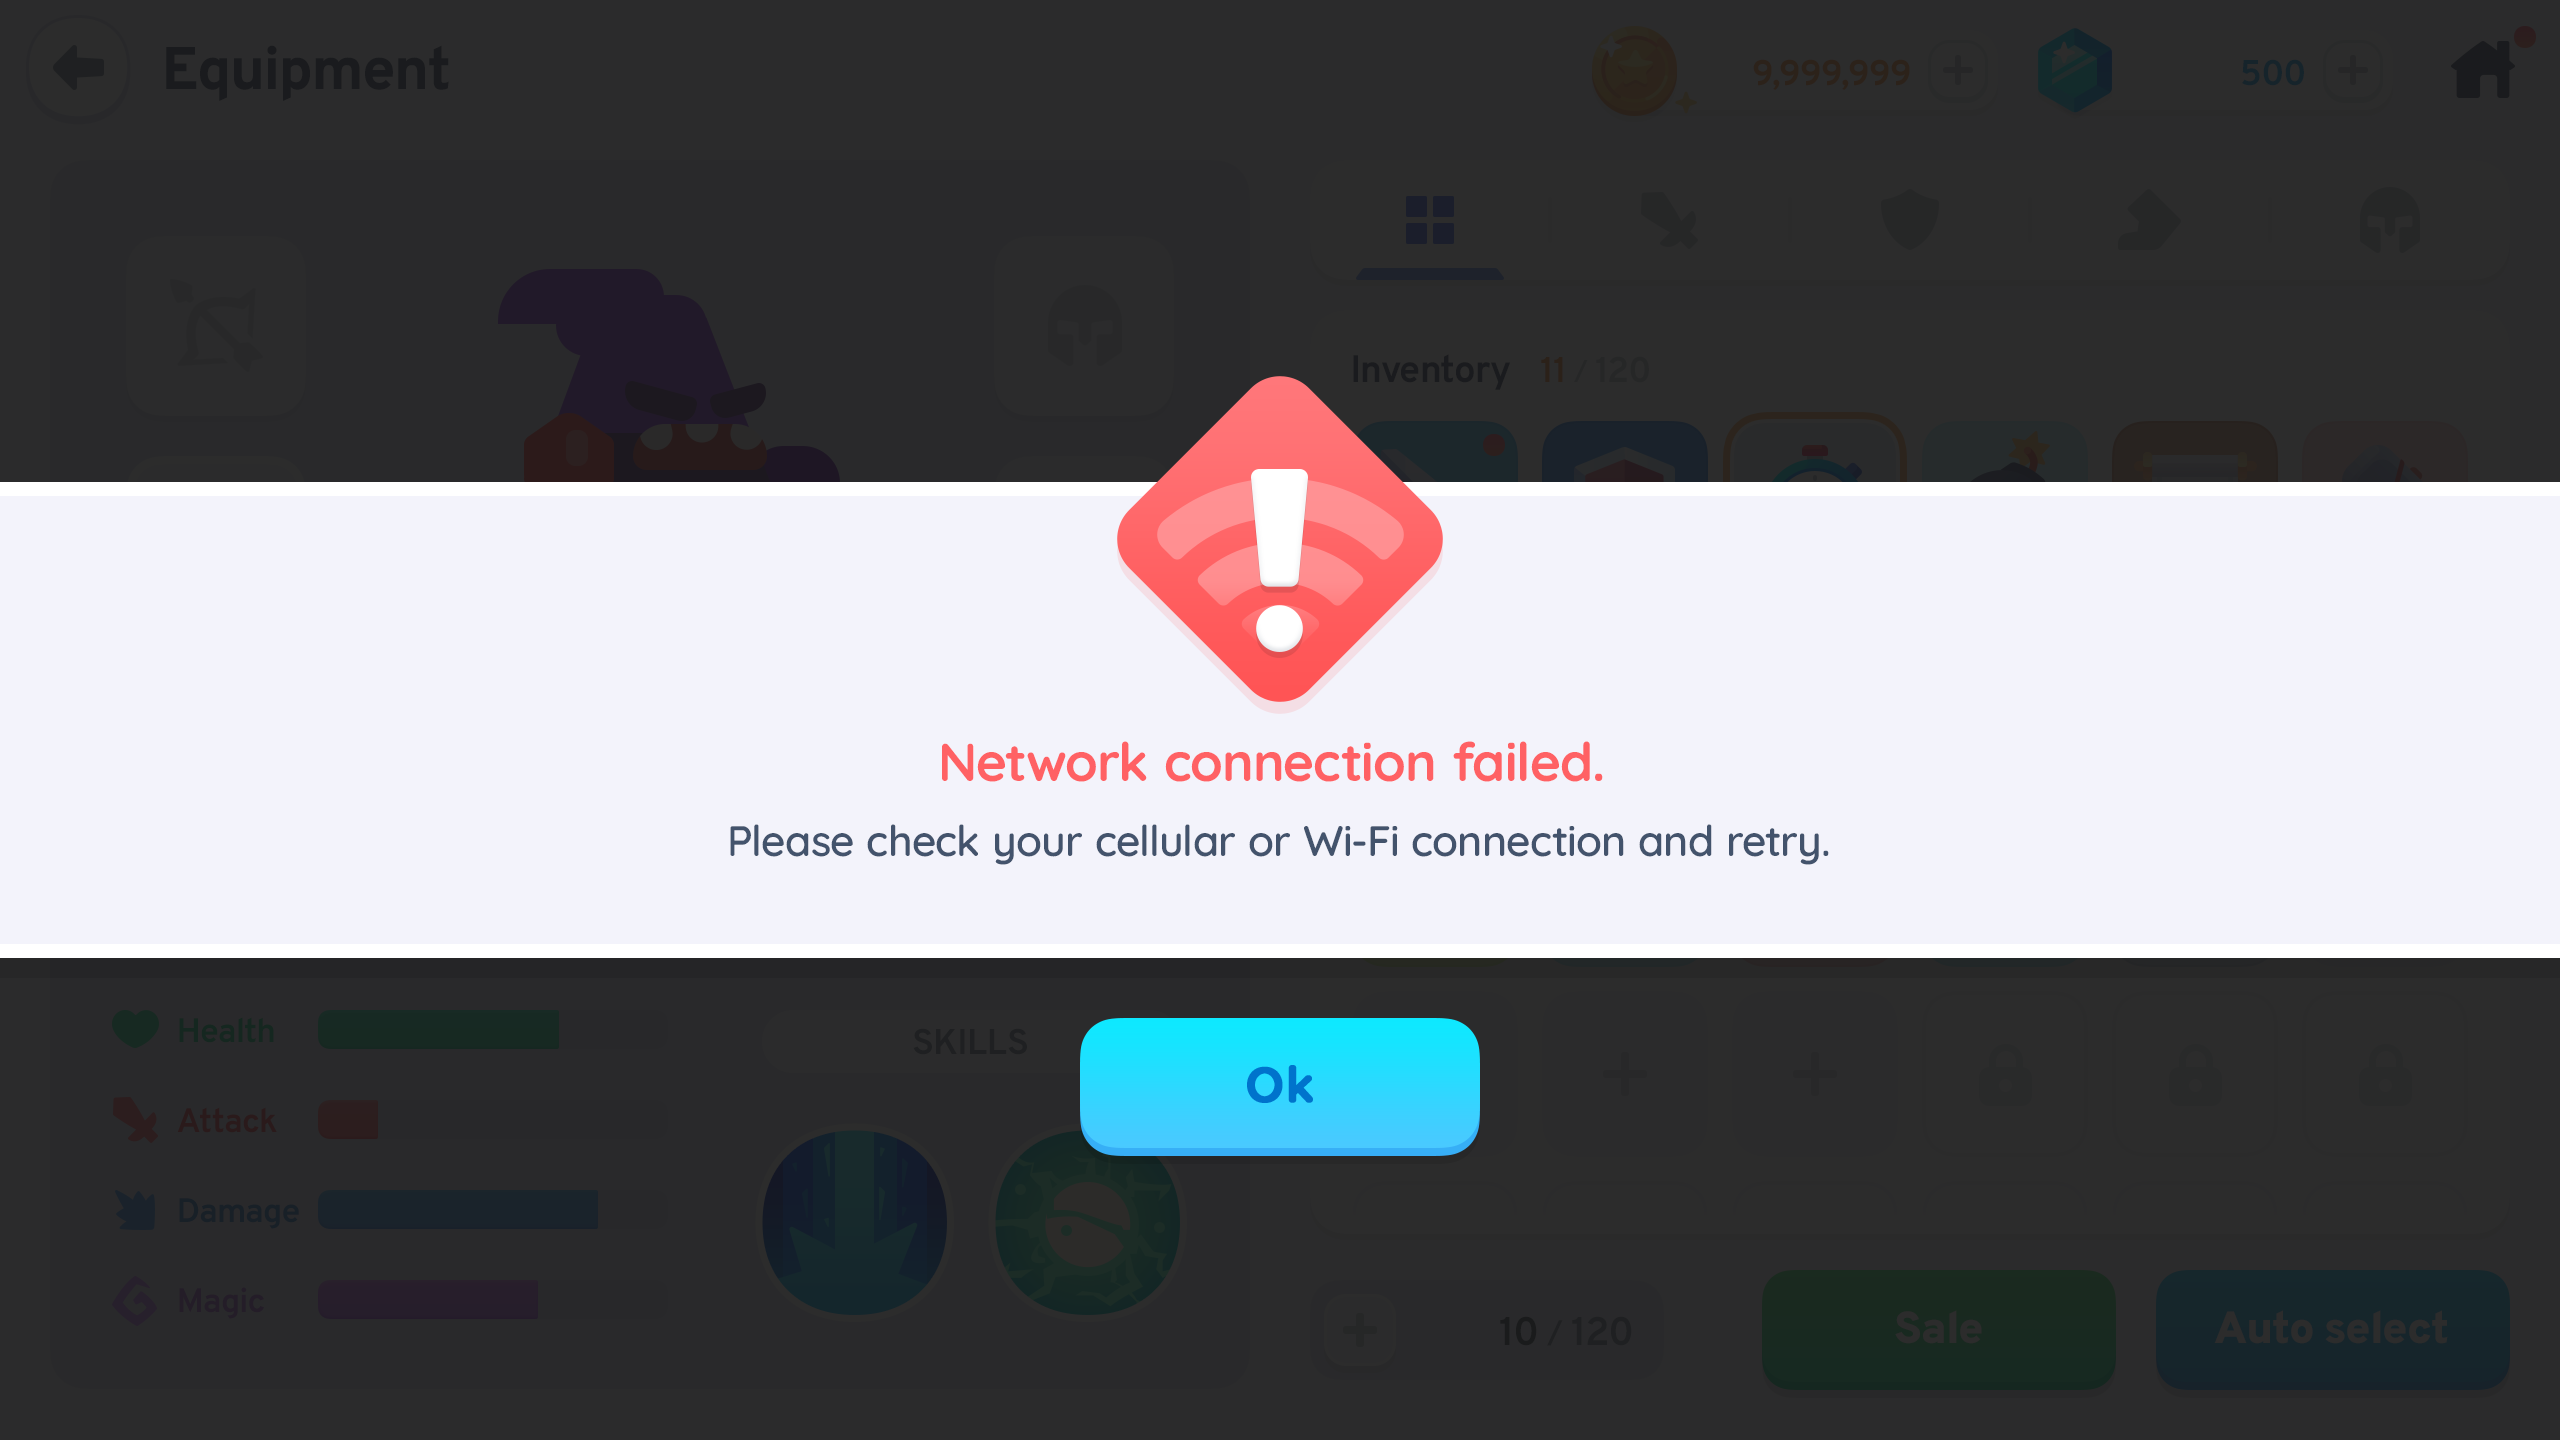 Equipment
9,999,999
500
Inventory 11 / 120
Network connection failed.
Please check your cellular or Wi-Fi connection and retry.
Health
Attack
Damage
Magic
SKILLS
Ok
10 / 120
Sale
Auto select